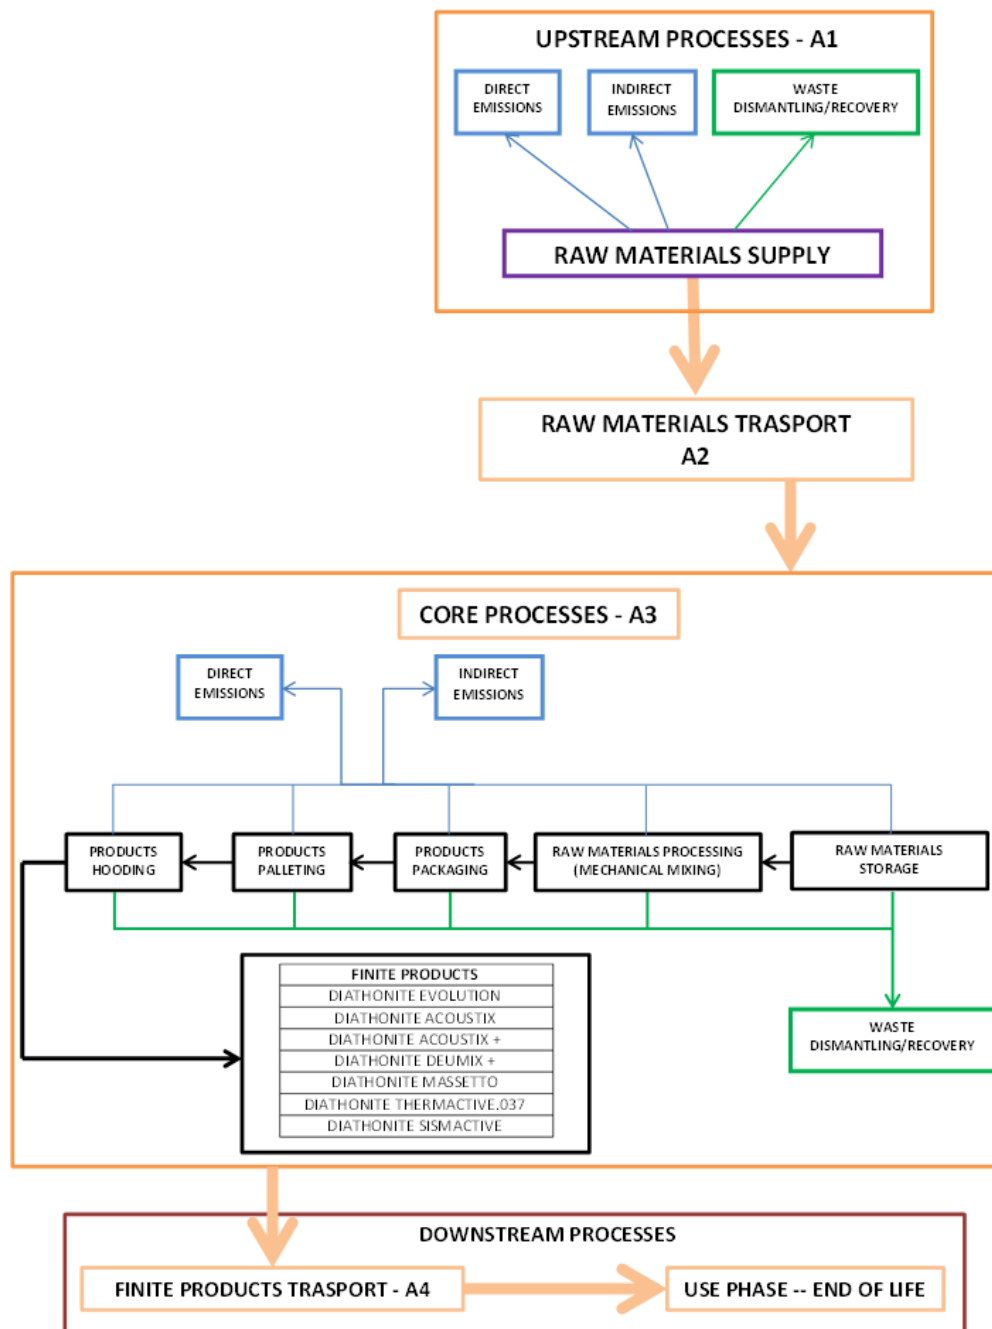 UPSTREAM PROCESSES - A1
DIRECT
EMISSIONS
INDIRECT
EMISSIONS
WASTE
DISMANTLING/RECOVERY
RAW MATERIALS SUPPLY
RAW MATERIALS TRASPORT
A2
CORE PROCESSES - A3
DIRECT
EMISSIONS
INDIRECT
EMISSIONS
PRODUCTS
HOODING
PRODUCTS
PALLETING
PRODUCTS
PACKAGING
RAW MATERIALS PROCESSING
(MECHANICAL MIXING)
RAW MATERIALS
STORAGE
FINITE PRODUCTS
DIATHONITE EVOLUTION
DIATHONITE ACOUSTIX
DIATHONITE ACOUSTIX +
DIATHONITE DEUMIX +
DIATHONITE MASSETTO
DIATHONITE THERMACTIVE.037
DIATHONITE SISMACTIVE
WASTE
DISMANTLING/RECOVERY
DOWNSTREAM PROCESSES
FINITE PRODUCTS TRASPORT - A4
USE PHASE -- END OF LIFE